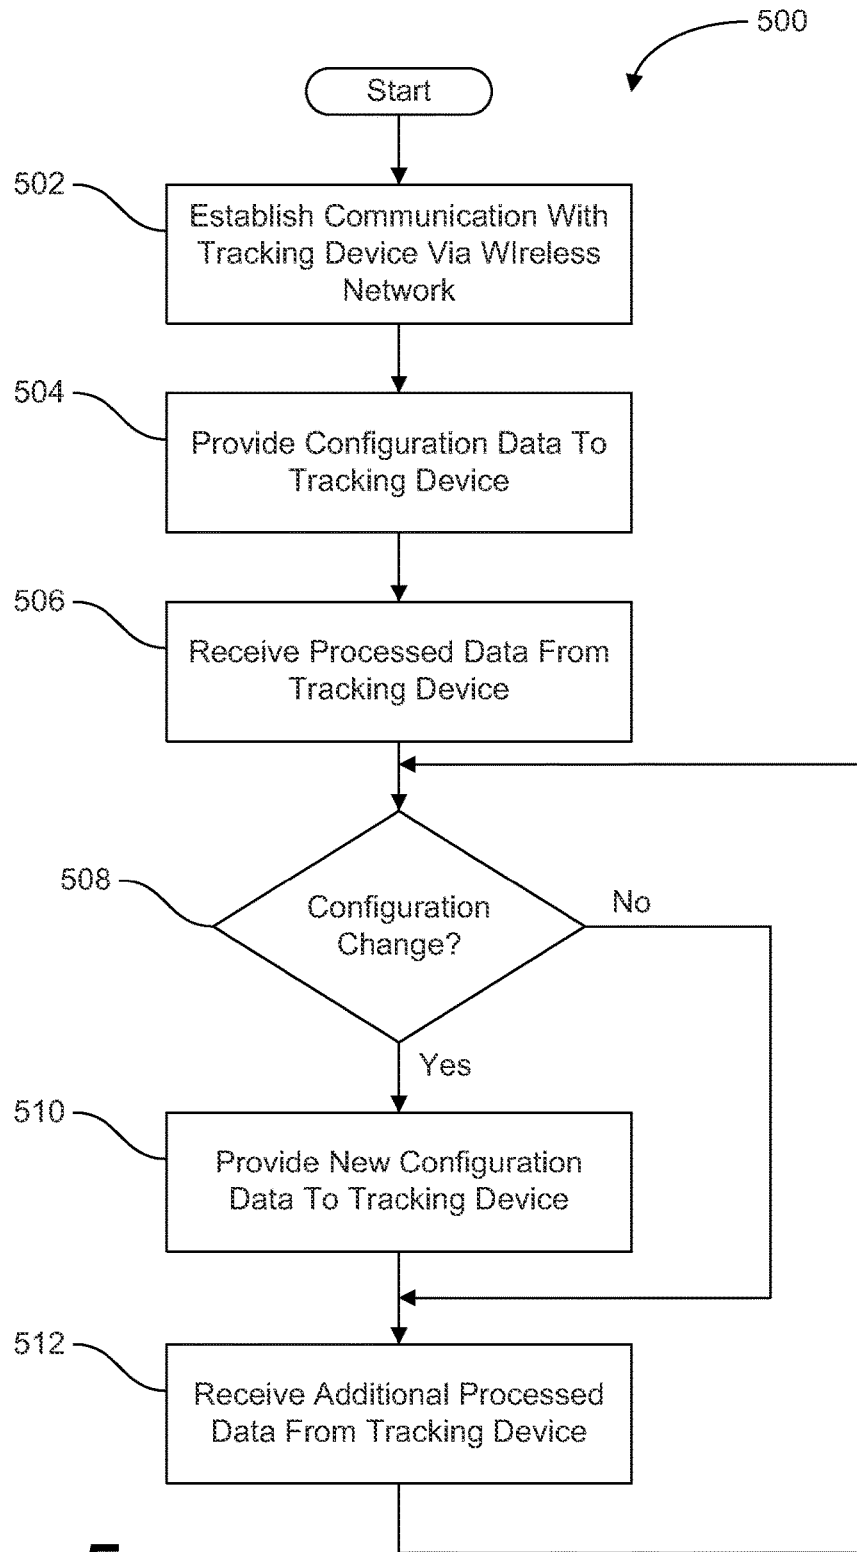 500
Start
502
Establish Communication With
Tracking Device Via WIreless
Network
504
Provide Configuration Data To
Tracking Device
506
Receive Processed Data From
Tracking Device
508
Configuration
Change?
No
Yes
510
Provide New Configuration
Data To Tracking Device
512
Receive Additional Processed
Data From Tracking Device